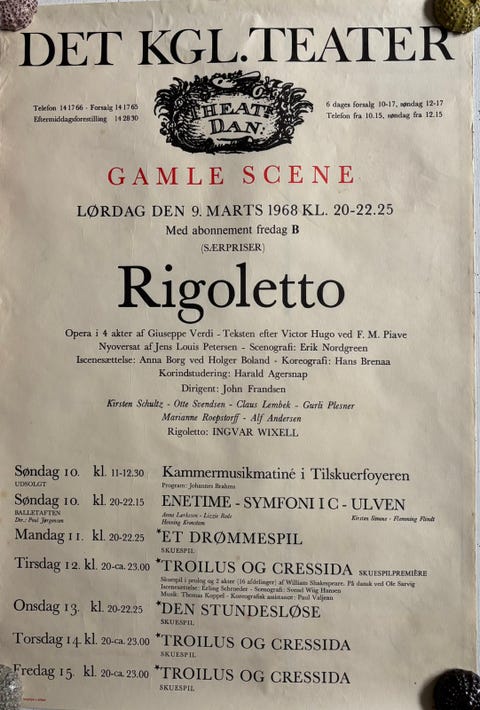 DET KGL. TEATER
Telefon 14 17 66 - Forsalg 14 17 65
Eftermiddagsforestilling 14 28 30
THEAT:
DAN:
6 dages forsalg 10-17, søndag 12-17
Telefon fra 10.15, søndag fra 12.15
GAMLE SCENE
LØRDAG DEN 9. MARTS 1968 KL. 20-22.25
Med abonnement fredag B
(SÆRPRISER)
Rigoletto
Opera i 4 akter af Giuseppe Verdi - Teksten efter Victor Hugo ved F. M. Piave
Nyoversat af Jens Louis Petersen - Scenografi: Erik Nordgreen
Iscenesættelse: Anna Borg ved Holger Boland - Koreografi: Hans Brenaa
Korindstudering: Harald Agersnap
Dirigent: John Frandsen
Kirsten Schultz - Otte Svendsen - Claus Lembek - Gurli Plesner
Marianne Roepstorff - Alf Andersen
Rigoletto: INGVAR WIXELL
Søndag 10. kl. 11-12.30 Kammermusikmatiné i Tilskuerfoyeren
UDSOLGT Program: Johannes Brahms
Søndag 10. kl. 20-22.15 ENETIME - SYMFONI I C - ULVEN
BALLETAFTEN Anna Lærkesen - Lizzie Rode Kirsten Simone - Flemming Flindt
Dir.: Poul Jørgensen Henning Kronstam
Mandag 11. kl. 20-22.25 *ET DRØMMESPIL
SKUESPIL
Tirsdag 12. kl. 20-ca. 23.00 *TROILUS OG CRESSIDA SKUESPILPREMIÈRE
Skuespil i prolog og 2 akter (16 afdelinger) af William Shakespeare. På dansk ved Ole Sarvig
Iscenesættelse: Erling Schroeder - Scenografi: Svend Wiig Hansen
Musik: Thomas Koppel - Koreografisk assistance: Poul Valjean
Onsdag 13. kl. 20-22.25 *DEN STUNDESLØSE
SKUESPIL
Torsdag 14. kl. 20-ca. 23.00 *TROILUS OG CRESSIDA
SKUESPIL
Fredag 15. kl. 20-ca. 23.00 *TROILUS OG CRESSIDA
SKUESPIL